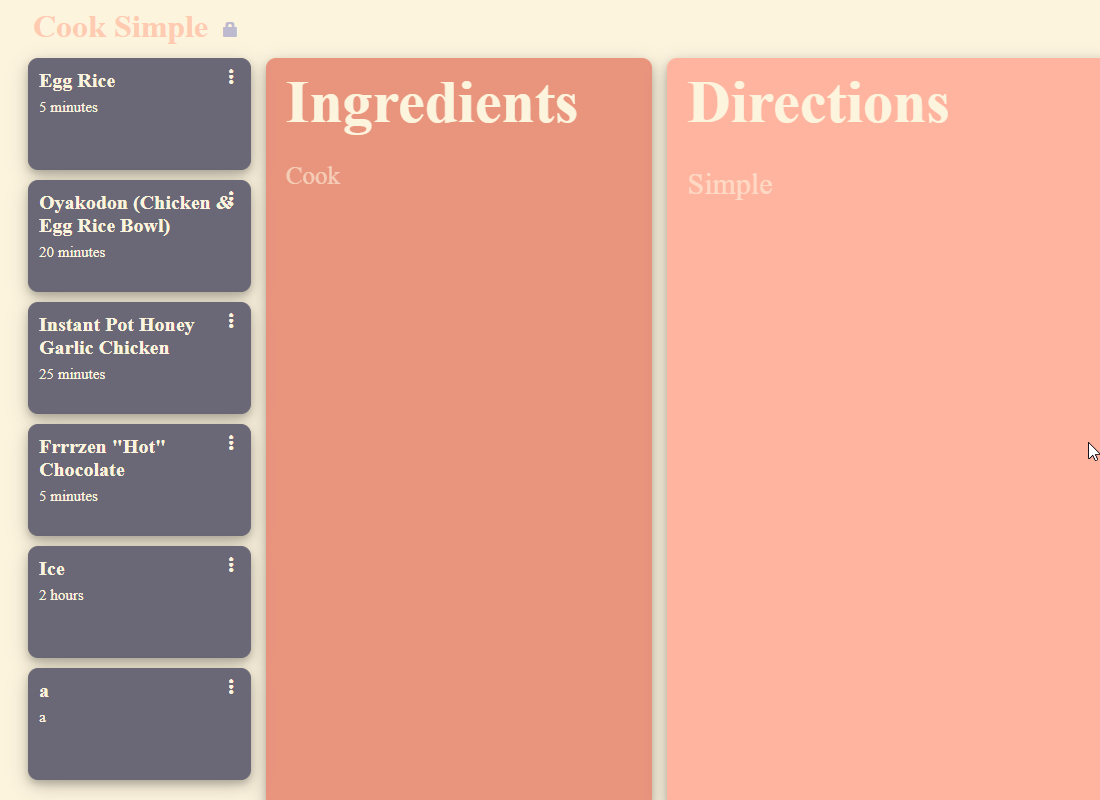 Cook Simple
Egg Rice
5 minutes
Oyakodon (Chicken &
Egg Rice Bowl)
20 minutes
Instant Pot Honey
Garlic Chicken
25 minutes
Frrrzen "Hot"
Chocolate
5 minutes
Ice
2 hours
a
a
Ingredients
Cook
Directions
Simple